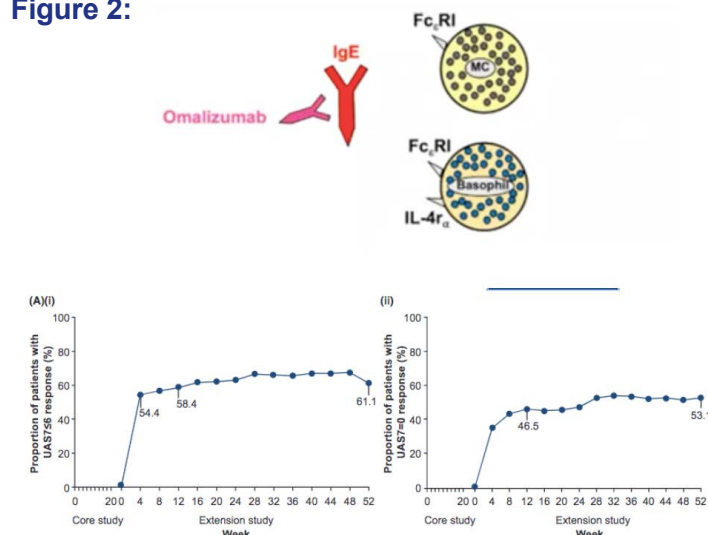 Figure 2:
FcεRI
IgE
MC
Omalizumab
FcεRI
Basophil
IL-4rα
(A)(i)
Proportion of patients with
UAS7≤6 response (%)
100
80
60
40
20
0
54.4
58.4
61.1
0 20 0 4 8 12 16 20 24 28 32 36 40 44 48 52
Core study Extension study
Week
(ii)
Proportion of patients with
UAS7=0 response (%)
100
80
60
40
20
0
46.5
53.
0 20 0 4 8 12 16 20 24 28 32 36 40 44 48 52
Core study Extension study
Week